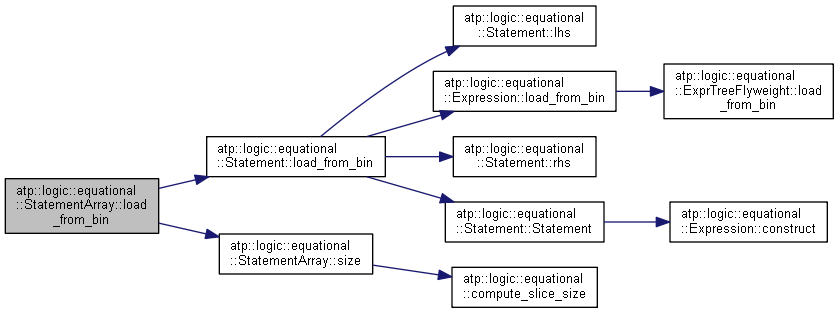 atp::logic::equational
::StatementArray::load
_from_bin
atp::logic::equational
::Statement::load_from_bin
atp::logic::equational
::StatementArray::size
atp::logic::equational
::Statement::lhs
atp::logic::equational
::Expression::load_from_bin
atp::logic::equational
::Statement::rhs
atp::logic::equational
::Statement::Statement
atp::logic::equational
::compute_slice_size
atp::logic::equational
::ExprTreeFlyweight::load
_from_bin
atp::logic::equational
::Expression::construct